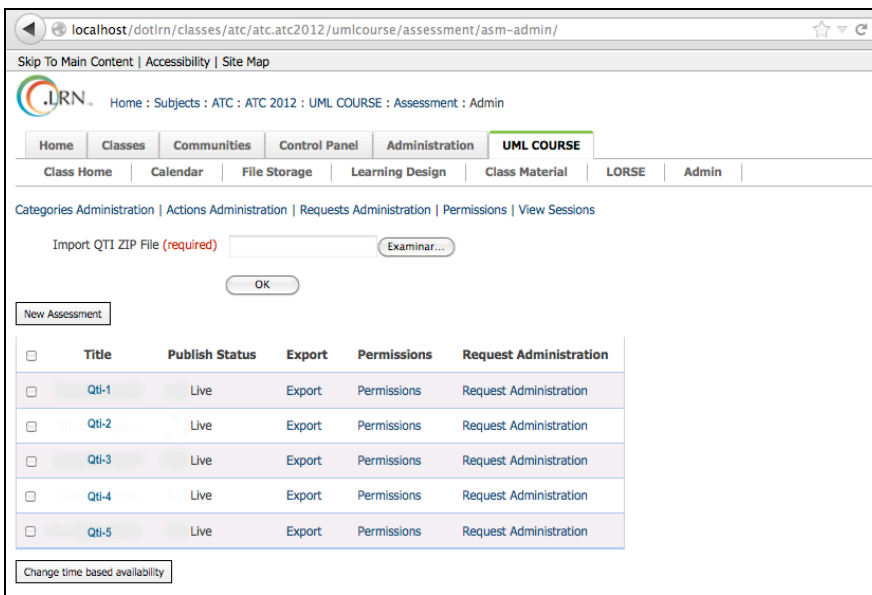 localhost/dotlrn/classes/atc/atc.atc2012/umlcourse/assessment/asm-admin/
Skip To Main Content | Accessibility | Site Map
.LRN™ Home : Subjects : ATC : ATC 2012 : UML COURSE : Assessment : Admin
Home Classes Communities Control Panel Administration UML COURSE
Class Home Calendar File Storage Learning Design Class Material LORSE Admin
Categories Administration | Actions Administration | Requests Administration | Permissions | View Sessions
Import QTI ZIP File (required) Examinar...
OK
New Assessment
Title Publish Status Export Permissions Request Administration
Qti-1 Live Export Permissions Request Administration
Qti-2 Live Export Permissions Request Administration
Qti-3 Live Export Permissions Request Administration
Qti-4 Live Export Permissions Request Administration
Qti-5 Live Export Permissions Request Administration
Change time based availability